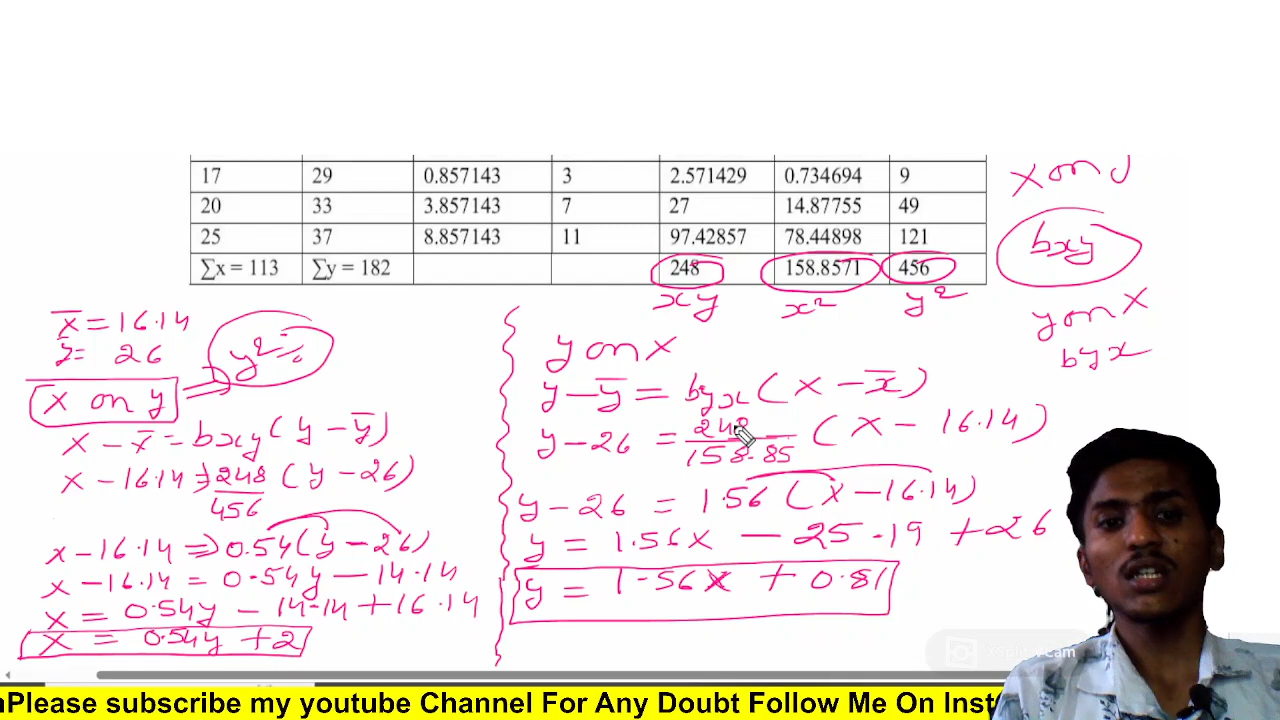 17 29 0.857143 3 2.571429 0.734694 9
20 33 3.857143 7 27 14.87755 49
25 37 8.857143 11 97.42857 78.44898 121
∑x = 113 ∑y = 182 248 158.8571 456
xy x² y²
x on y
bxy
y on x
byx
x̄ = 16.14
ȳ = 26
y² =
x on y
x - x̄ = bxy (y - ȳ)
x - 16.14 = 248/456 (y - 26)
x - 16.14 => 0.54 (y - 26)
x - 16.14 = 0.54y - 14.14
x = 0.54y - 14.14 + 16.14
x = 0.54y + 2
y on x
y - ȳ = byx (x - x̄)
y - 26 = 248/158.85 (x - 16.14)
y - 26 = 1.56 (x - 16.14)
y = 1.56x - 25.19 + 26
y = 1.56x + 0.81
Please subscribe my youtube Channel For Any Doubt Follow Me On Inst